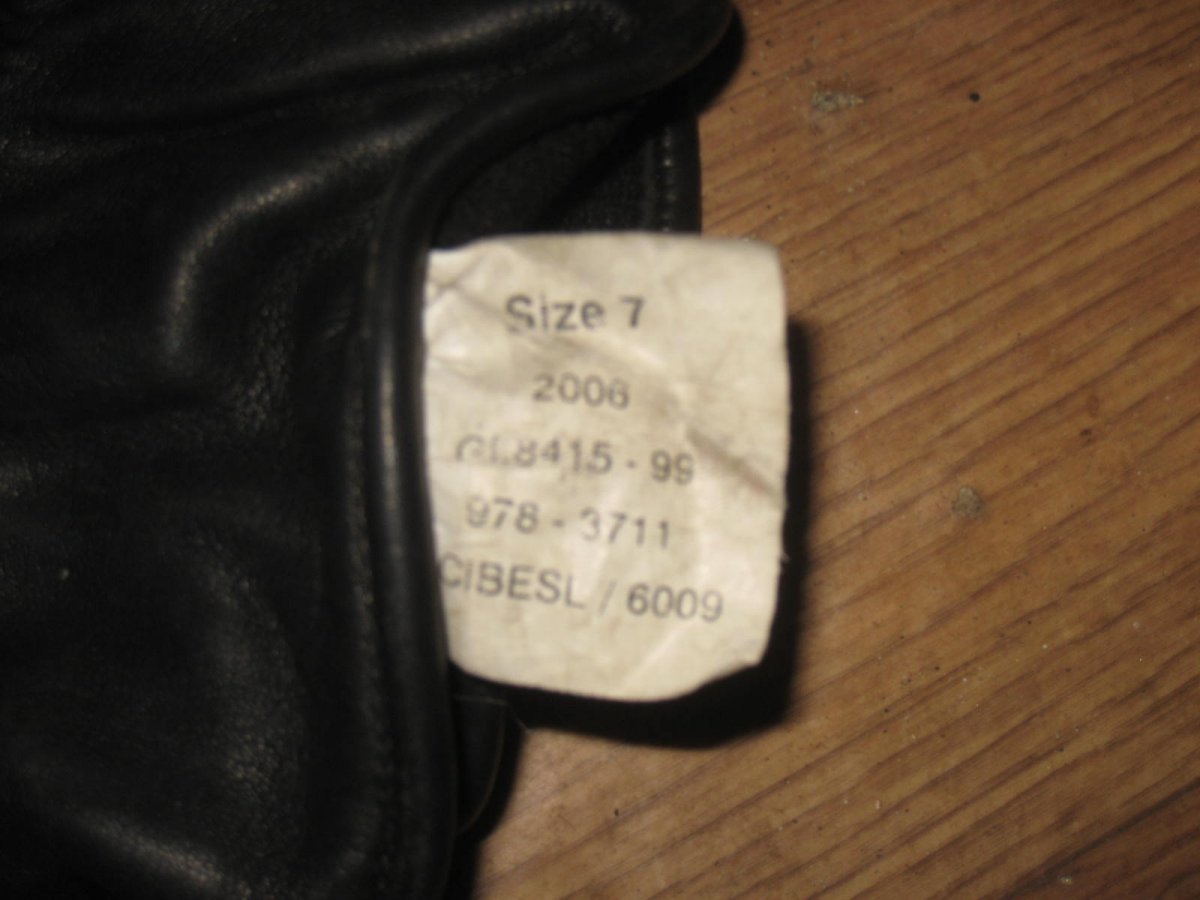 Size 7
2006
GL8415 - 99
978 - 3711
CIBESL / 6009